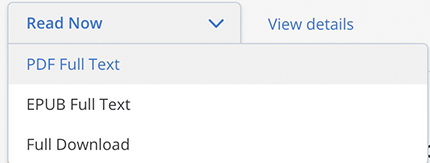 Read Now View details
PDF Full Text
EPUB Full Text
Full Download